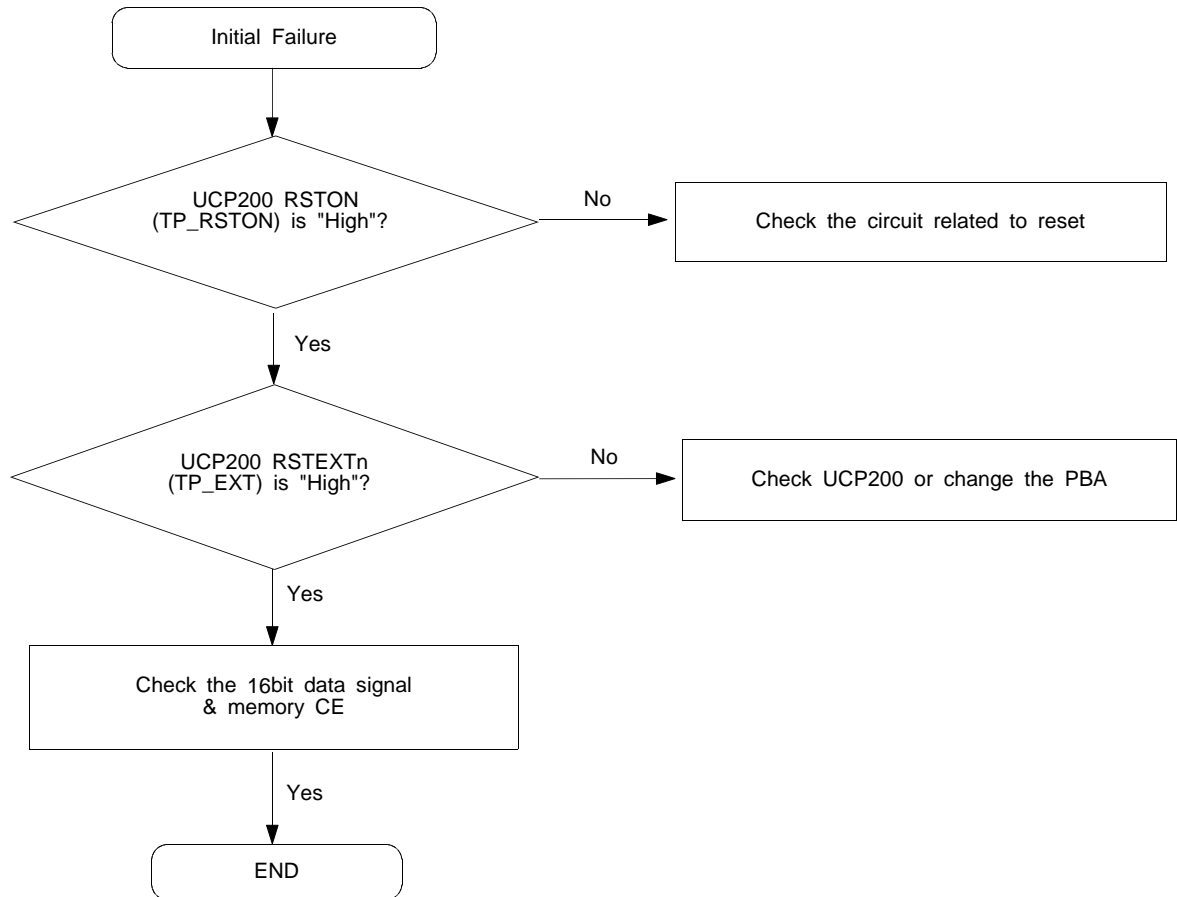 Initial Failure
UCP200 RSTON
(TP_RSTON) is "High"?
No
Check the circuit related to reset
Yes
UCP200 RSTEXTn
(TP_EXT) is "High"?
No
Check UCP200 or change the PBA
Yes
Check the 16bit data signal
& memory CE
Yes
END